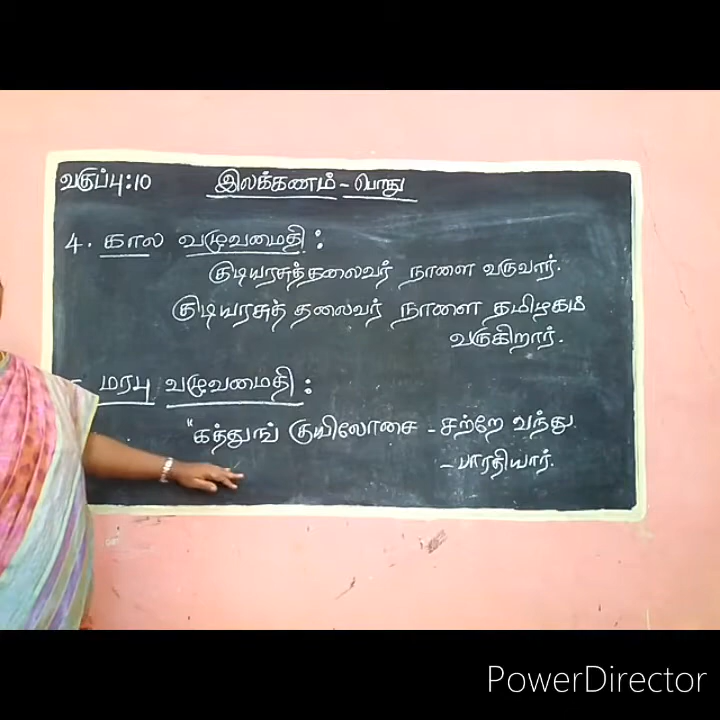 வகுப்பு:10 இலக்கணம் - பொது
4. கால வழுவமைதி :
குடியரசுத்தலைவர் நாளை வருவார்.
குடியரசுத் தலைவர் நாளை தமிழகம்
வருகிறார்.
மரபு வழுவமைதி :
"கத்துங் குயிலோசை - சற்றே வந்து
- பாரதியார்.
PowerDirector